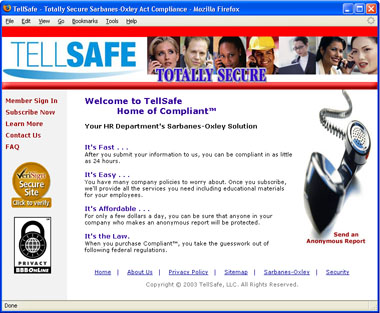 TellSafe - Totally Secure Sarbanes-Oxley Act Compliance - Mozilla Firefox
File Edit View Go Bookmarks Tools Help
TELLSAFE
TOTALLY SECURE
Member Sign In
Subscribe Now
Learn More
Contact Us
FAQ
VeriSign
Secure
Site
Click to verify
PRIVACY
BBBOnLine
Welcome to TellSafe
Home of Compliant™
Your HR Department's Sarbanes-Oxley Solution
It's Fast . . .
After you submit your information to us, you can be compliant in as little
as 24 hours.
It's Easy . . .
You have many company policies to worry about. Once you subscribe,
we'll provide all the services you need including educational materials
for your employees.
It's Affordable . . .
For only a few dollars a day, you can be sure that anyone in your
company who makes an anonymous report will be protected.
It's the Law.
When you purchase Compliant™, you take the guesswork out of
following federal regulations.
Send an
Anonymous Report
Home | About Us | Privacy Policy | Sitemap | Sarbanes-Oxley | Security
Copyright © 2003 TellSafe, LLC. All Rights Reserved.
Done